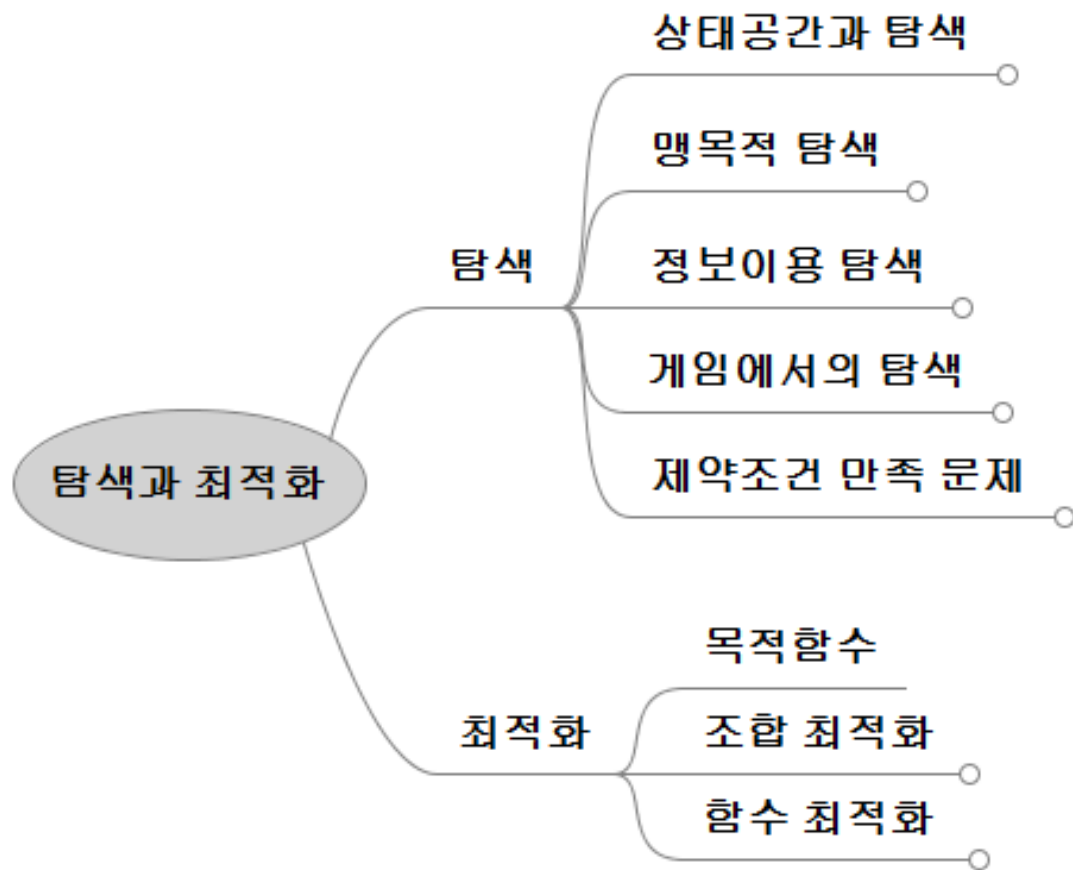 상태공간과 탐색
맹목적 탐색
탐색
정보이용 탐색
게임에서의 탐색
탐색과 최적화
제약조건 만족 문제
목적함수
최적화
조합 최적화
함수 최적화